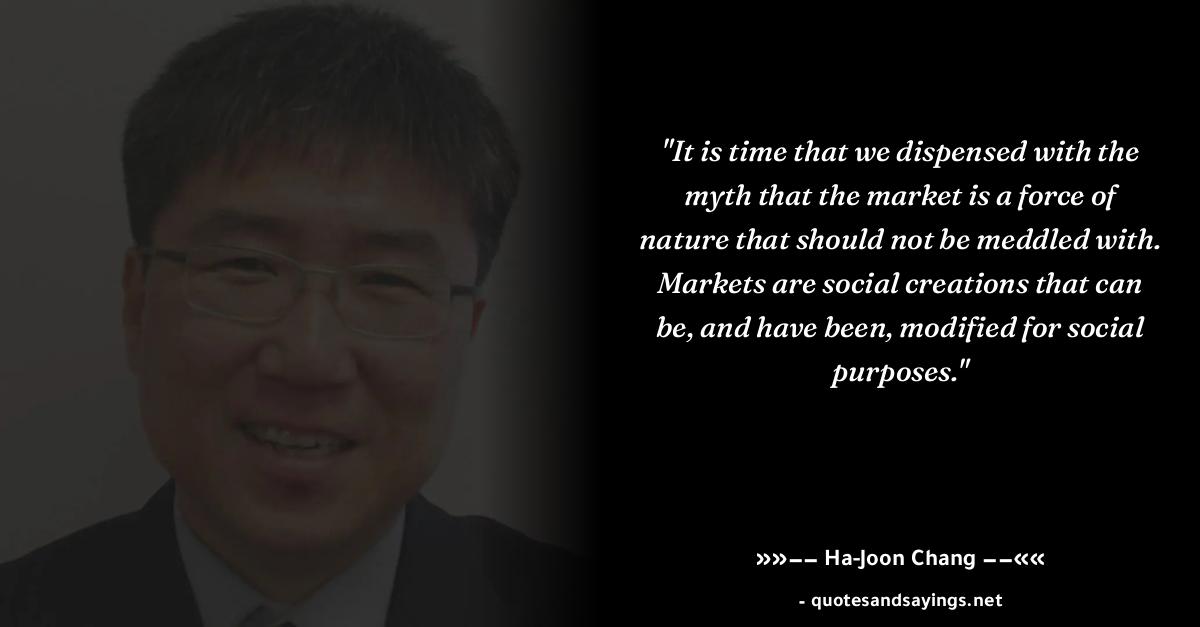 "It is time that we dispensed with the
myth that the market is a force of
nature that should not be meddled with.
Markets are social creations that can
be, and have been, modified for social
purposes."
»»−− Ha-Joon Chang −−««
- quotesandsayings.net